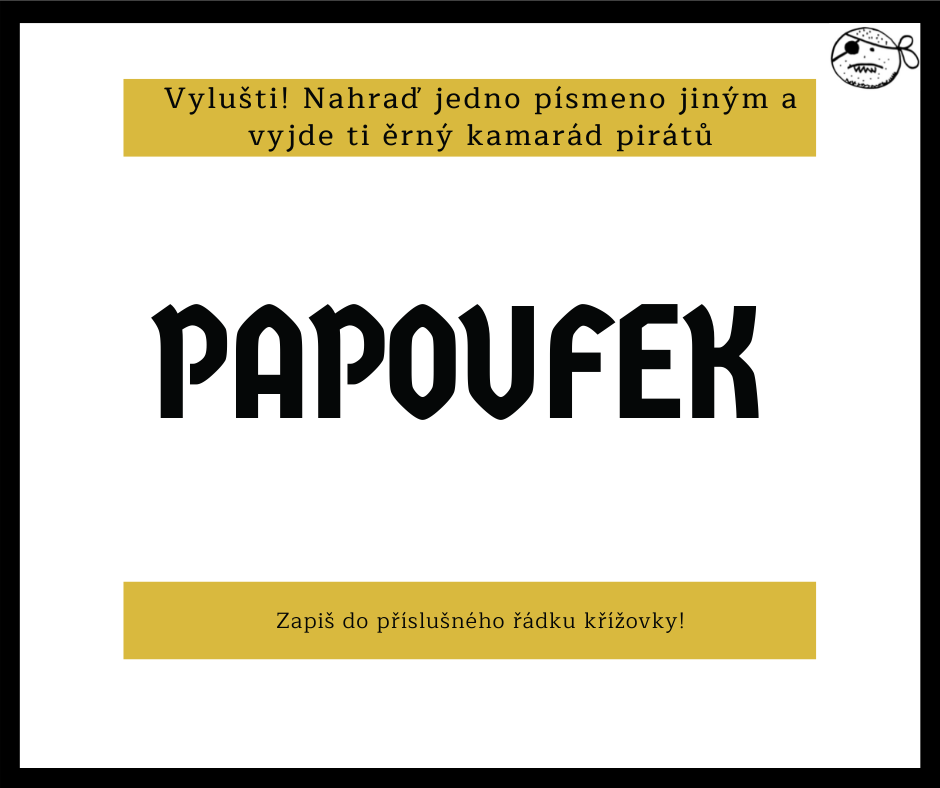 Vylušti! Nahraď jedno písmeno jiným a
vyjde ti ěrný kamarád pirátů
PAPOUFEK
Zapiš do příslušného řádku křížovky!